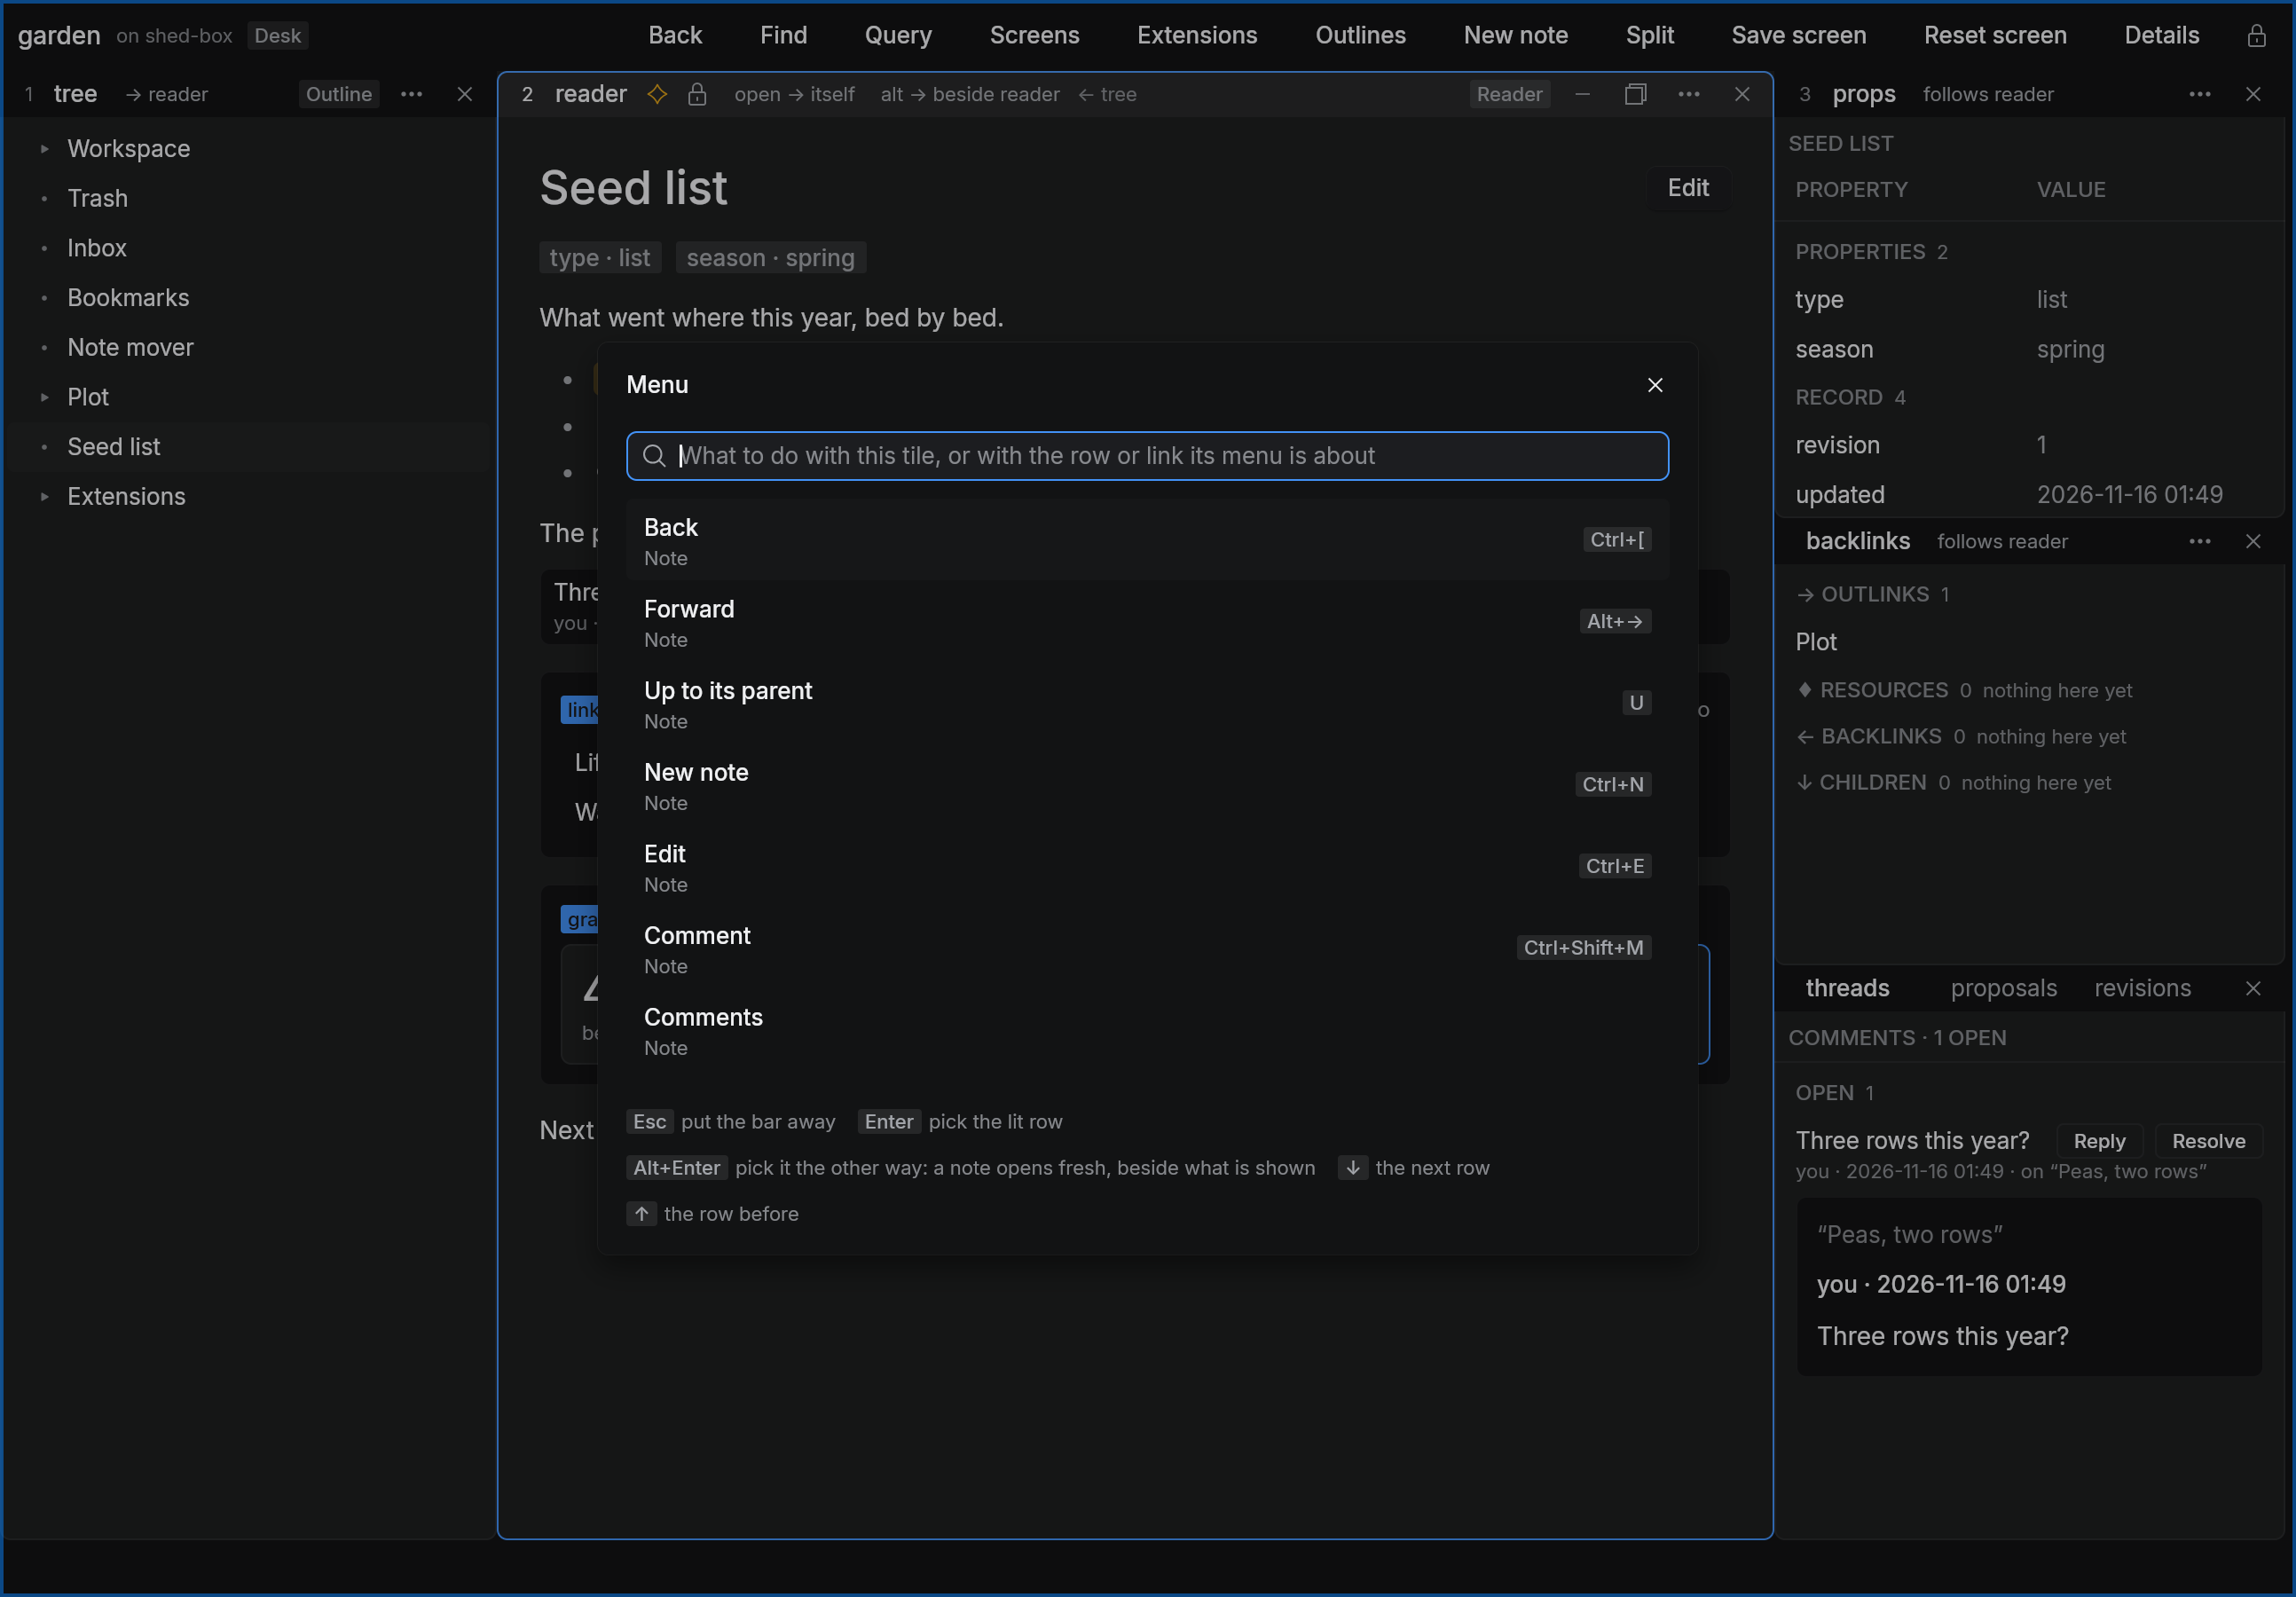 garden on shed-box Desk Back Find Query Screens Extensions Outlines New note Split Save screen Reset screen Details
1 tree → reader Outline
Workspace
Trash
Inbox
Bookmarks
Note mover
Plot
Seed list
Extensions
2 reader open → itself alt → beside reader ← tree Reader
Seed list
Edit
type · list season · spring
What went where this year, bed by bed.
The
you ·
link
Next
Menu
What to do with this tile, or with the row or link its menu is about
Back
Note
Ctrl+[
Forward
Note
Alt+→
Up to its parent
Note
U
New note
Note
Ctrl+N
Edit
Note
Ctrl+E
Comment
Note
Ctrl+Shift+M
Comments
Note
Esc put the bar away Enter pick the lit row
Alt+Enter pick it the other way: a note opens fresh, beside what is shown ↓ the next row
↑ the row before
3 props follows reader
SEED LIST
PROPERTY VALUE
PROPERTIES 2
type list
season spring
RECORD 4
revision 1
updated 2026-11-16 01:49
backlinks follows reader
→ OUTLINKS 1
Plot
♦ RESOURCES 0 nothing here yet
← BACKLINKS 0 nothing here yet
↓ CHILDREN 0 nothing here yet
threads proposals revisions
COMMENTS · 1 OPEN
OPEN 1
Three rows this year? Reply Resolve
you · 2026-11-16 01:49 · on “Peas, two rows”
“Peas, two rows”
you · 2026-11-16 01:49
Three rows this year?